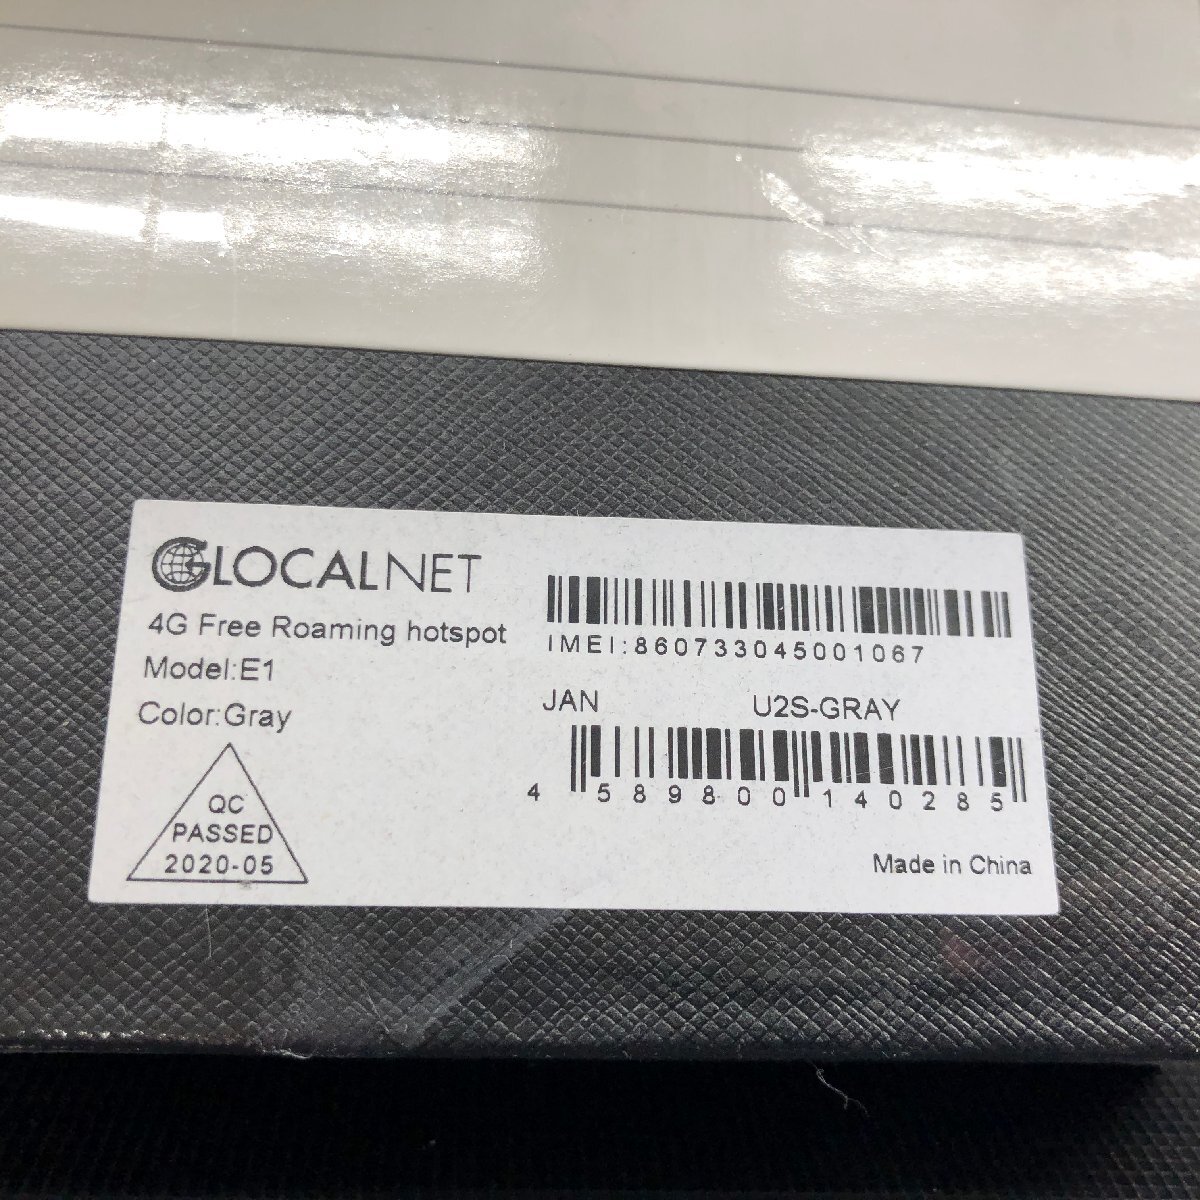 GLOCALNET
4G Free Roaming hotspot
Model:E1
Color:Gray
QC
PASSED
2020-05
IMEI:860733045001067
JAN U2S-GRAY
4 589800 140285
Made in China